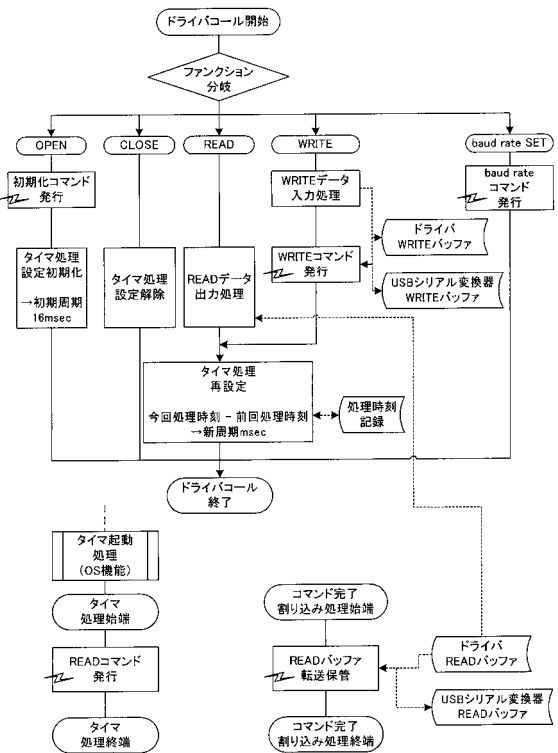 ドライバコール開始
ファンクション
分岐
OPEN
CLOSE
READ
WRITE
baud rate SET
初期化コマンド
発行
WRITEデータ
入力処理
baud rate
コマンド
発行
ドライバ
WRITEバッファ
タイマ処理
設定初期化
→初期周期
16msec
タイマ処理
設定解除
READデータ
出力処理
WRITEコマンド
発行
USBシリアル変換器
WRITEバッファ
タイマ処理
再設定
今回処理時刻 − 前回処理時刻
→新周期msec
処理時刻
記録
ドライバコール
終了
タイマ起動
処理
(OS機能)
タイマ
処理始端
READコマンド
発行
タイマ
処理終端
コマンド完了
割り込み処理始端
READバッファ
転送保管
コマンド完了
割り込み処理終端
ドライバ
READバッファ
USBシリアル変換器
READバッファ